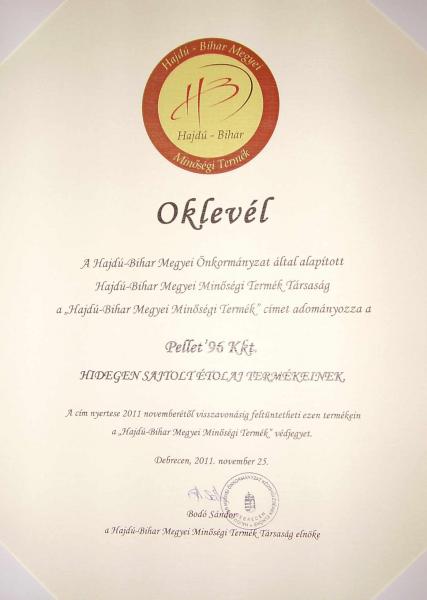 Hajdú - Bihar Megyei
HB
Hajdú - Bihar
Minőségi Termék
Oklevél
A Hajdú-Bihar Megyei Önkormányzat által alapított
Hajdú-Bihar Megyei Minőségi Termék Társaság
a „Hajdú-Bihar Megyei Minőségi Termék” címet adományozza a
Pellet'96 Kkt.
HIDEGEN SAJTOLT ÉTOLAJ TERMÉKEINEK.
A cím nyertese 2011 novemberétől visszavonásig feltüntetheti ezen termékein
a „Hajdú-Bihar Megyei Minőségi Termék” védjegyet.
Debrecen, 2011. november 25.
Bodó Sándor
a Hajdú-Bihar Megyei Minőségi Termék Társaság elnöke